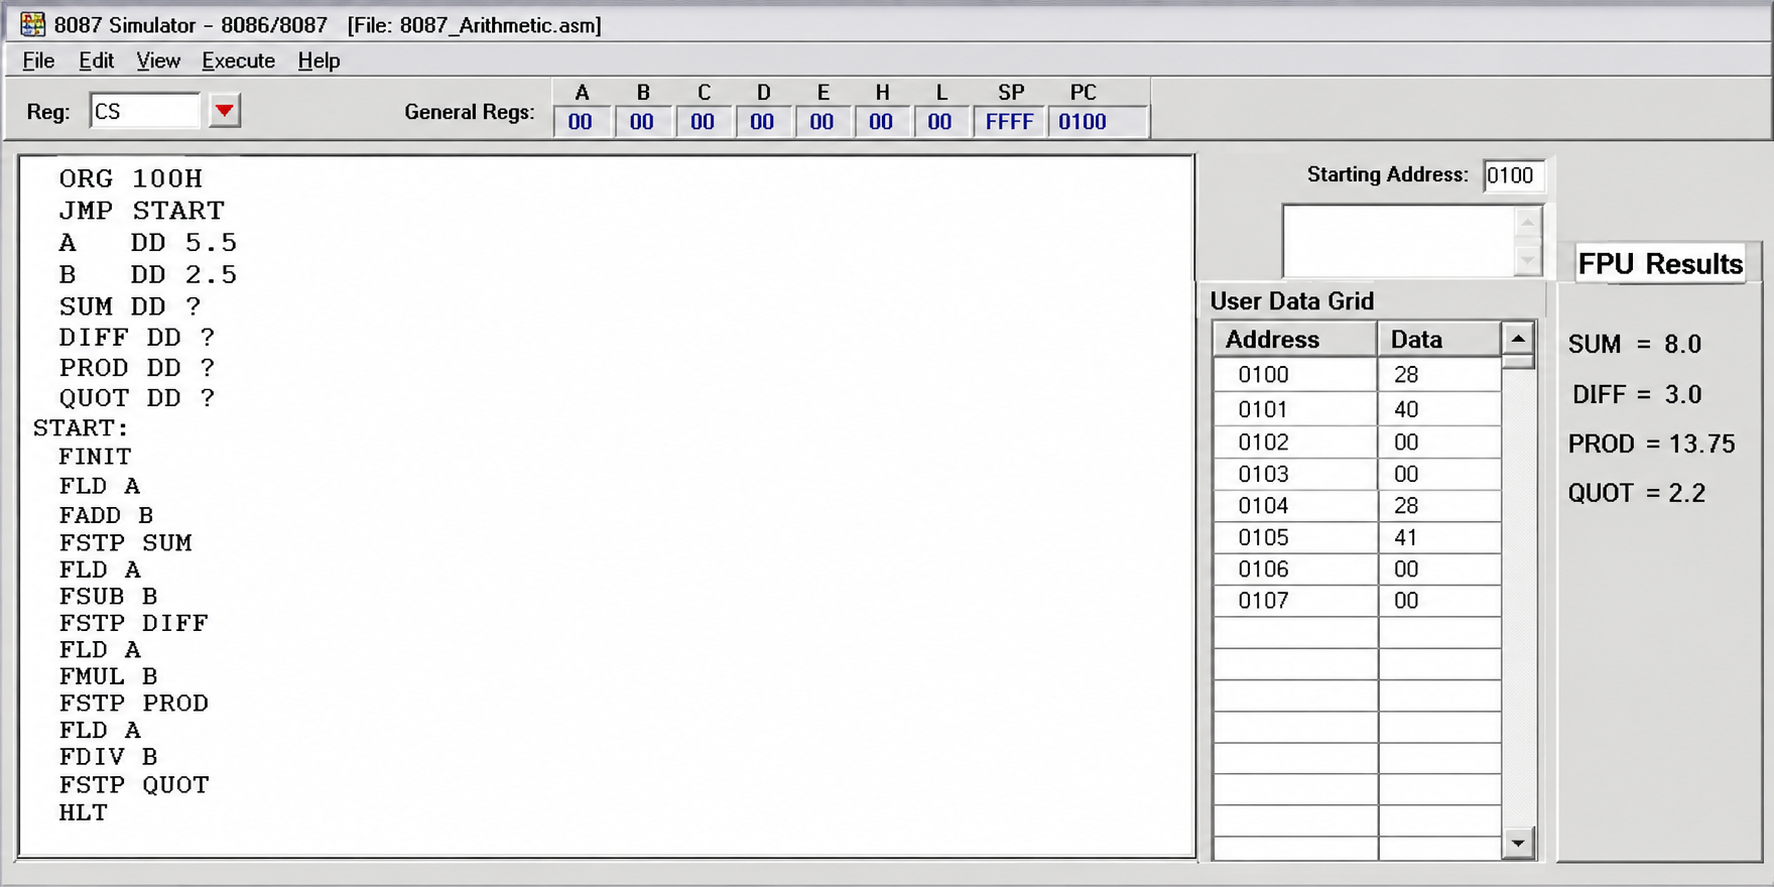 8087 Simulator – 8086/8087 [File: 8087_Arithmetic.asm]
File Edit View Execute Help
Reg: CS General Regs: A B C D E H L SP PC
00 00 00 00 00 00 00 FFFF 0100
ORG 100H
JMP START
A DD 5.5
B DD 2.5
SUM DD ?
DIFF DD ?
PROD DD ?
QUOT DD ?
START:
FINIT
FLD A
FADD B
FSTP SUM
FLD A
FSUB B
FSTP DIFF
FLD A
FMUL B
FSTP PROD
FLD A
FDIV B
FSTP QUOT
HLT
Starting Address: 0100
User Data Grid
Address Data
0100 28
0101 40
0102 00
0103 00
0104 28
0105 41
0106 00
0107 00
FPU Results
SUM = 8.0
DIFF = 3.0
PROD = 13.75
QUOT = 2.2